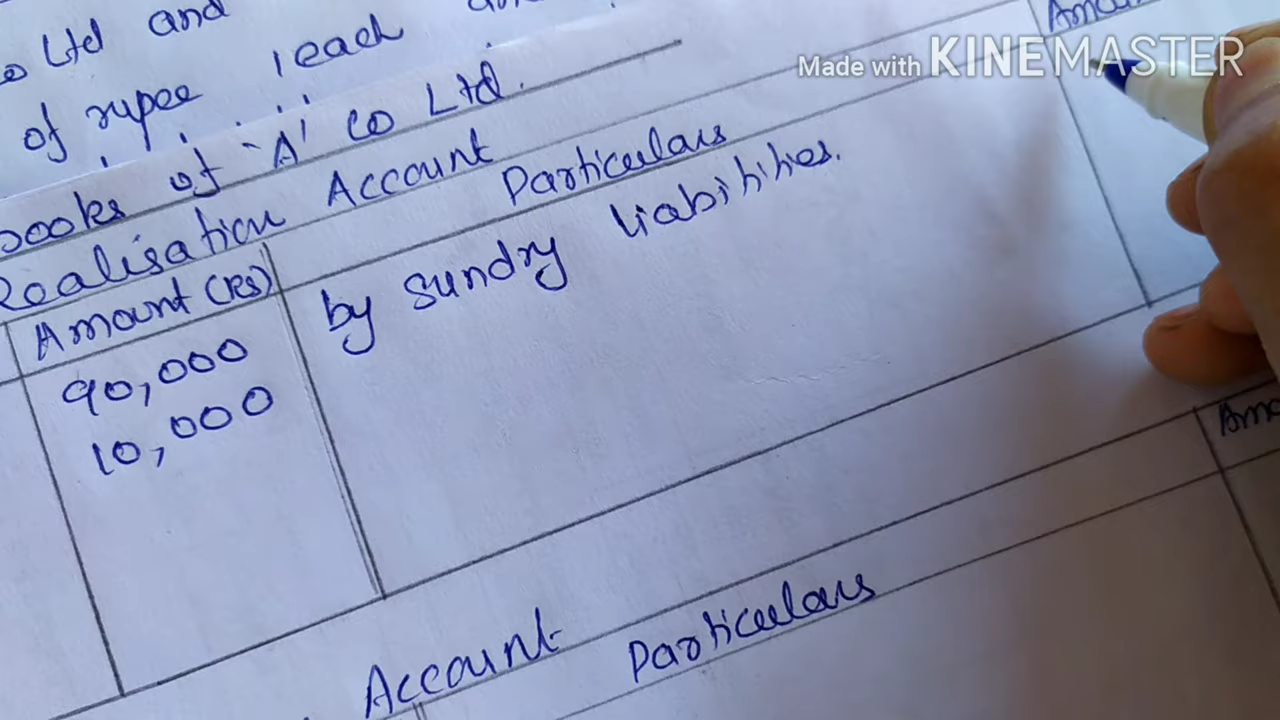 Ltd and
of rupee 1 each
books of 'A' Co Ltd.
Realisation Account
Amount (RS) Particulars
90,000 by sundry liabilities.
10,000
Account
Particulars
Made with KINEMASTER